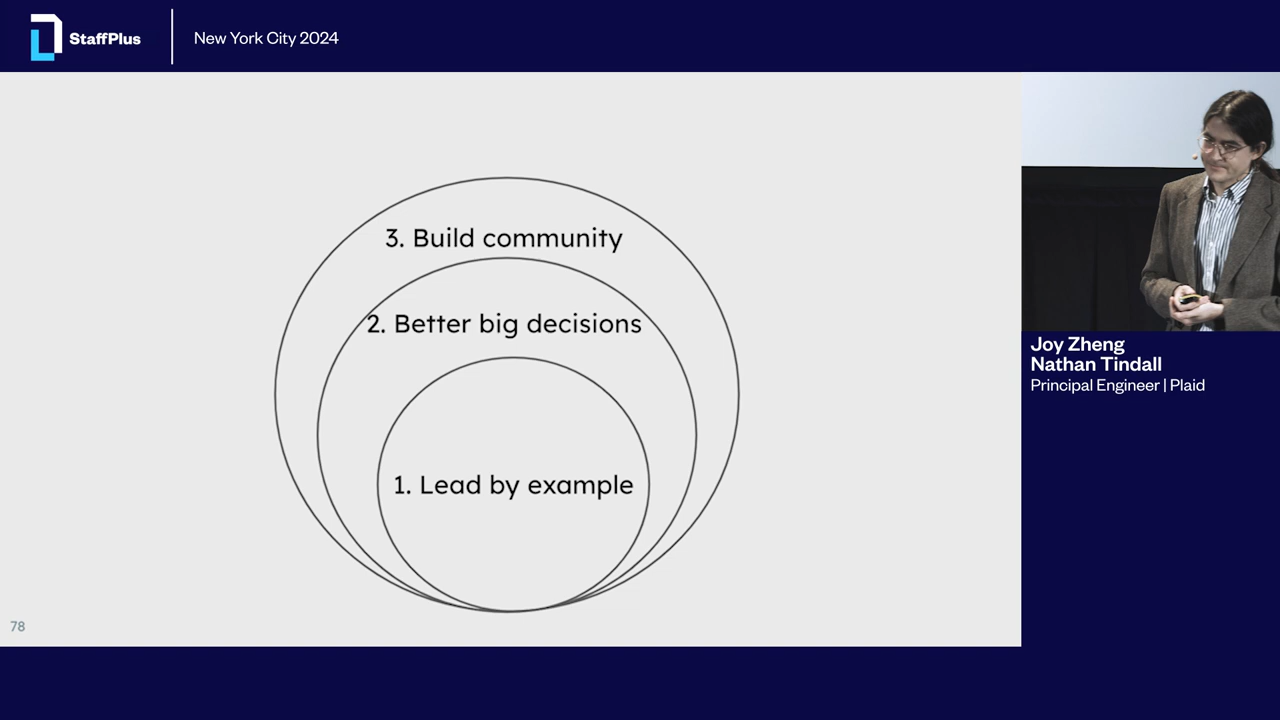 StaffPlus
New York City 2024
3. Build community
2. Better big decisions
1. Lead by example
78
Joy Zheng
Nathan Tindall
Principal Engineer | Plaid